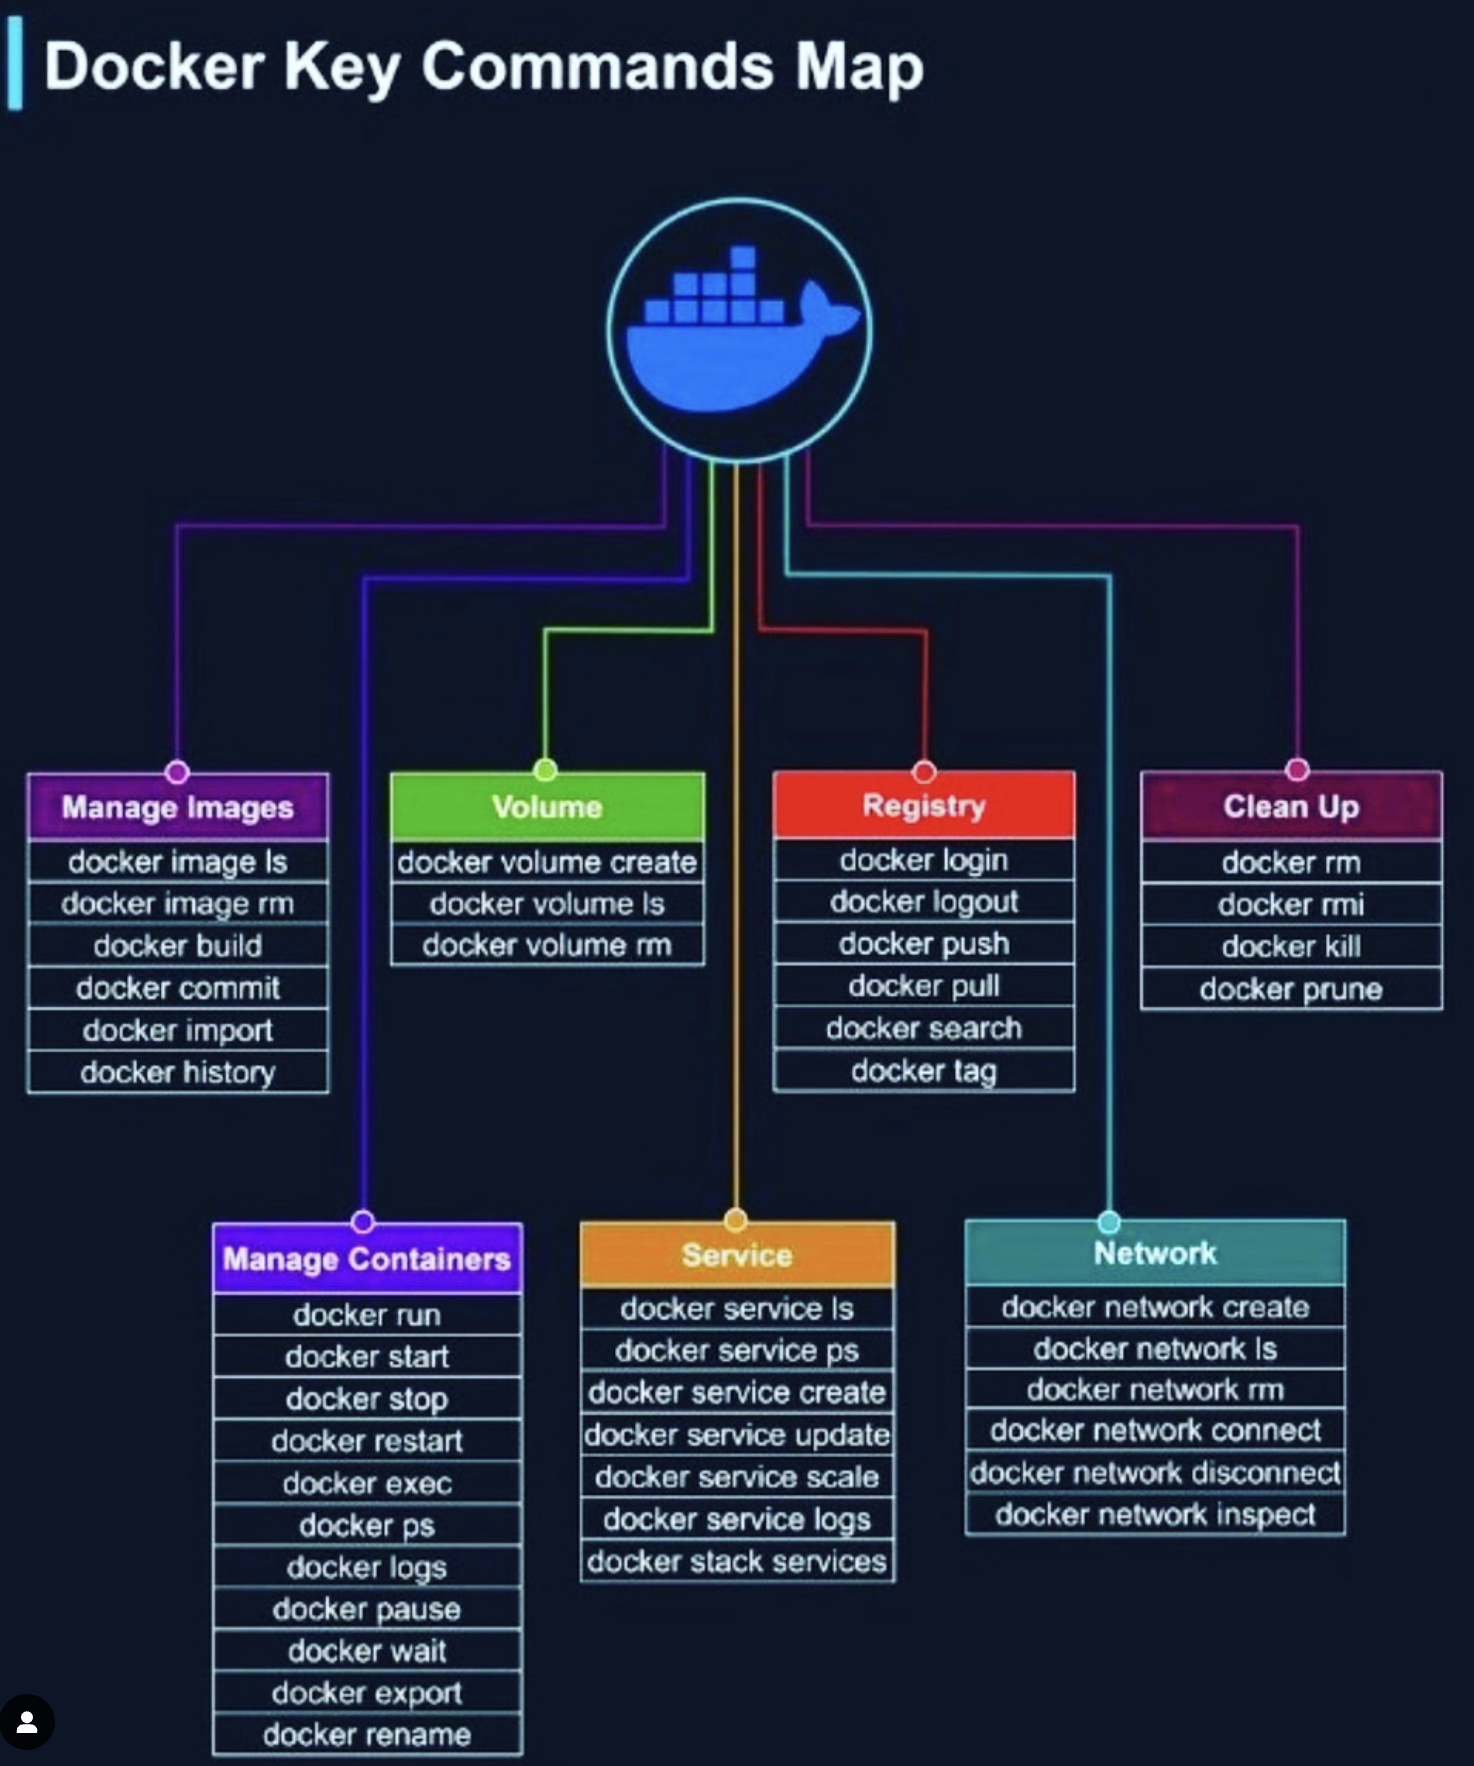 Docker Key Commands Map
Manage Images
docker image ls
docker image rm
docker build
docker commit
docker import
docker history
Volume
docker volume create
docker volume ls
docker volume rm
Registry
docker login
docker logout
docker push
docker pull
docker search
docker tag
Clean Up
docker rm
docker rmi
docker kill
docker prune
Manage Containers
docker run
docker start
docker stop
docker restart
docker exec
docker ps
docker logs
docker pause
docker wait
docker export
docker rename
Service
docker service ls
docker service ps
docker service create
docker service update
docker service scale
docker service logs
docker stack services
Network
docker network create
docker network ls
docker network rm
docker network connect
docker network disconnect
docker network inspect